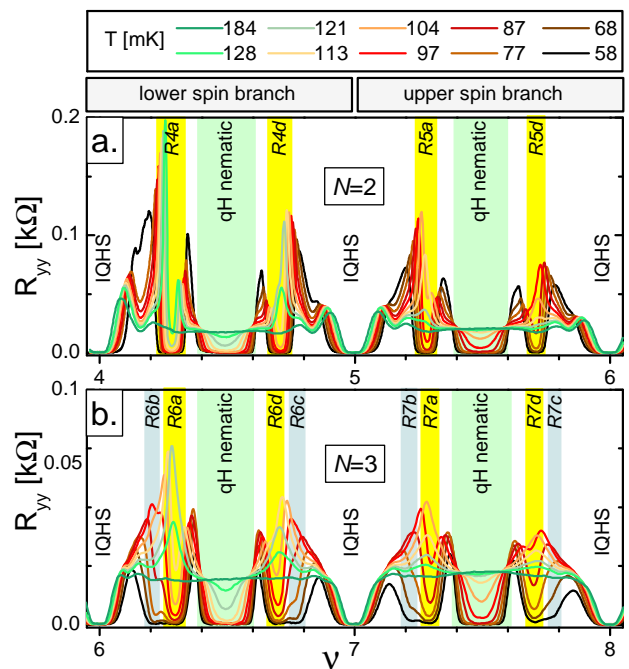 T [mK]
184 121 104 87 68
128 113 97 77 58
lower spin branch upper spin branch
a.
0.2
0.1
0.0
R_yy [kΩ]
IQHS
R4a
qH nematic
R4d
N=2
IQHS
R5a
qH nematic
R5d
IQHS
4 5 6
b.
0.1
0.05
0.0
R_yy [kΩ]
IQHS
R6b
R6a
qH nematic
R6d
R6c
N=3
IQHS
R7b
R7a
qH nematic
R7d
R7c
IQHS
6 7 8
ν